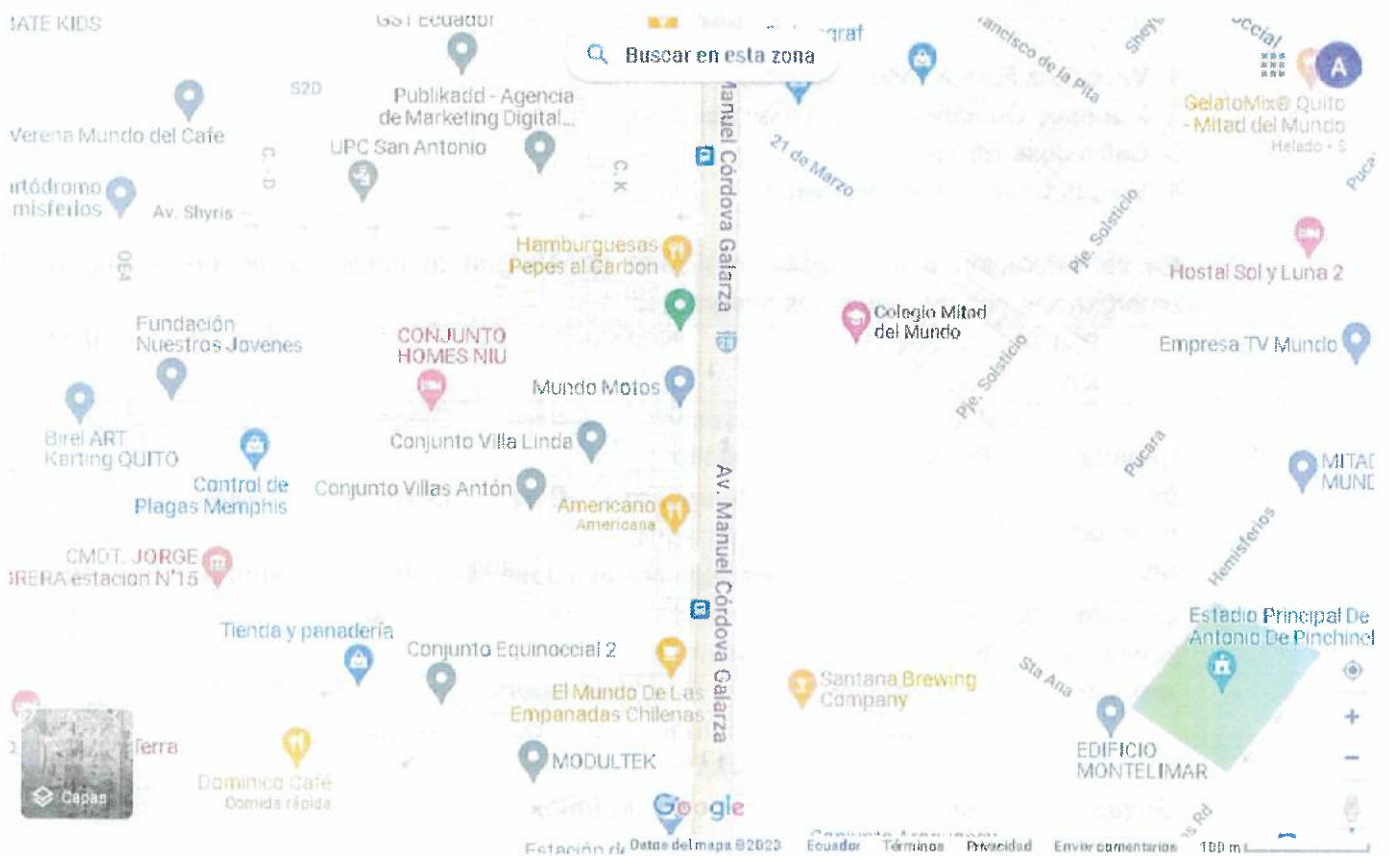 GST Ecuador
Buscar en esta zona
S2D
Publikadd - Agencia
de Marketing Digital...
Verena Mundo del Cafe
UPC San Antonio
C. D
C. K
Av. Shyris
OE4
Manuel Córdova Galarza
21 de Marzo
Francisco de la Pita
A
GelatoMix® Quito
- Mitad del Mundo
Helado • S
Pje. Solsticio
Hostal Sol y Luna 2
Hamburguesas
Pepes al Carbon
Colegio Mitad
del Mundo
Empresa TV Mundo
Fundación
Nuestros Jovenes
CONJUNTO
HOMES NIU
Mundo Motos
Pje. Solsticio
Birel ART
Karting QUITO
Conjunto Villa Linda
Pucara
Control de
Plagas Memphis
Conjunto Villas Antón
Americano
Americana
Av. Manuel Córdova Galarza
CMDT. JORGE
estacion N°15
Hemisferios
Estadio Principal De
Antonio De Pinchinc
Tienda y panadería
Conjunto Equinoccial 2
El Mundo De Las
Empanadas Chilenas
Santana Brewing
Company
Sta Ana
EDIFICIO
MONTELIMAR
MODULTEK
Dominico Café
Comida rápida
Capas
Google
Estación de
Datos del mapa ©2023 Ecuador Términos Privacidad Enviar comentarios 100 m